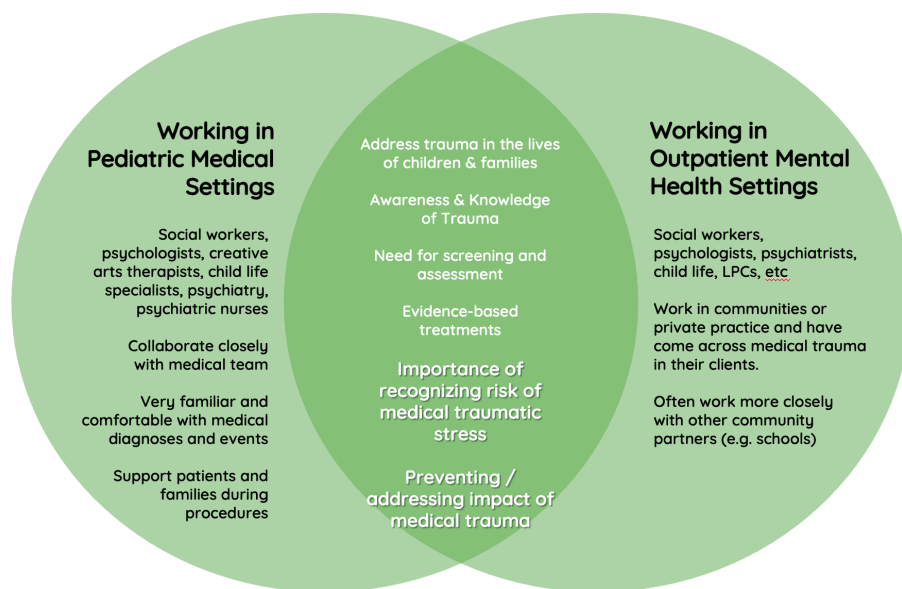 Working in
Pediatric Medical
Settings
Social workers,
psychologists, creative
arts therapists, child life
specialists, psychiatry,
psychiatric nurses
Collaborate closely
with medical team
Very familiar and
comfortable with medical
diagnoses and events
Support patients and
families during
procedures
Address trauma in the lives
of children & families
Awareness & Knowledge
of Trauma
Need for screening and
assessment
Evidence-based
treatments
Importance of
recognizing risk of
medical traumatic
stress
Preventing /
addressing impact of
medical trauma
Working in
Outpatient Mental
Health Settings
Social workers,
psychologists, psychiatrists,
child life, LPCs, etc
Work in communities or
private practice and have
come across medical trauma
in their clients.
Often work more closely
with other community
partners (e.g. schools)